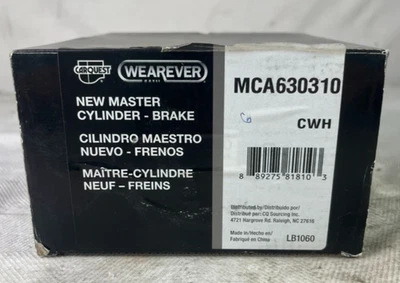 CARQUEST
WEAREVER
NEW MASTER
CYLINDER - BRAKE
CILINDRO MAESTRO
NUEVO - FRENOS
MAÎTRE-CYLINDRE
NEUF – FREINS
MCA630310
CWH
8 89275 81810 3
Distributed by/Distribuido por/
Distribué par: CQ Sourcing Inc.
4721 Hargrove Rd. Raleigh, NC 27616
Made in/Hecho en/
Fabriqué en China
LB1060